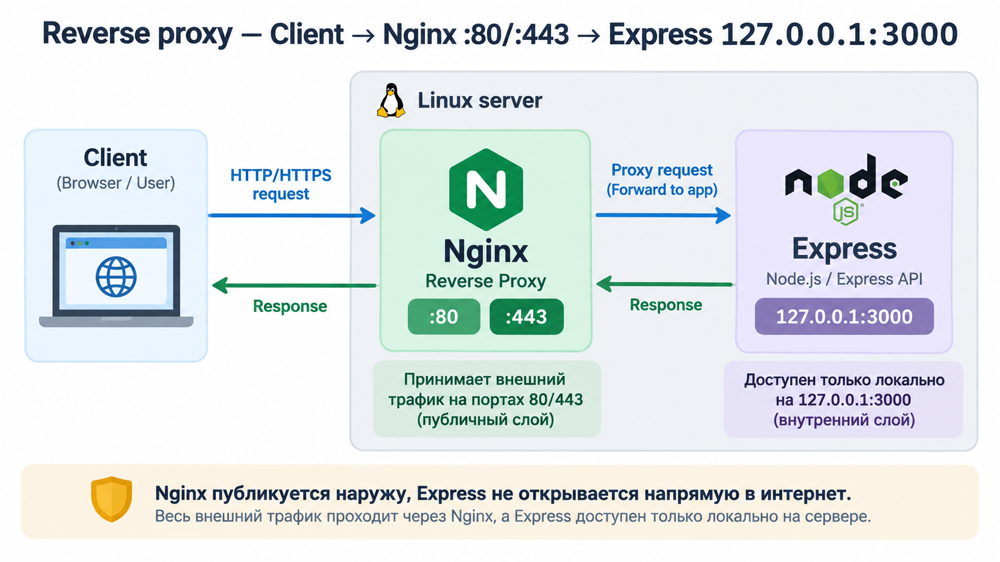 Reverse proxy — Client → Nginx :80/:443 → Express 127.0.0.1:3000
Linux server
Client
(Browser / User)
HTTP/HTTPS
request
Response
N
Nginx
Reverse Proxy
:80
:443
Принимает внешний
трафик на портах 80/443
(публичный слой)
Proxy request
(Forward to app)
Response
node
JS
Express
Node.js / Express API
127.0.0.1:3000
Доступен только локально
на 127.0.0.1:3000
(внутренний слой)
Nginx публикуется наружу, Express не открывается напрямую в интернет.
Весь внешний трафик проходит через Nginx, а Express доступен только локально на сервере.